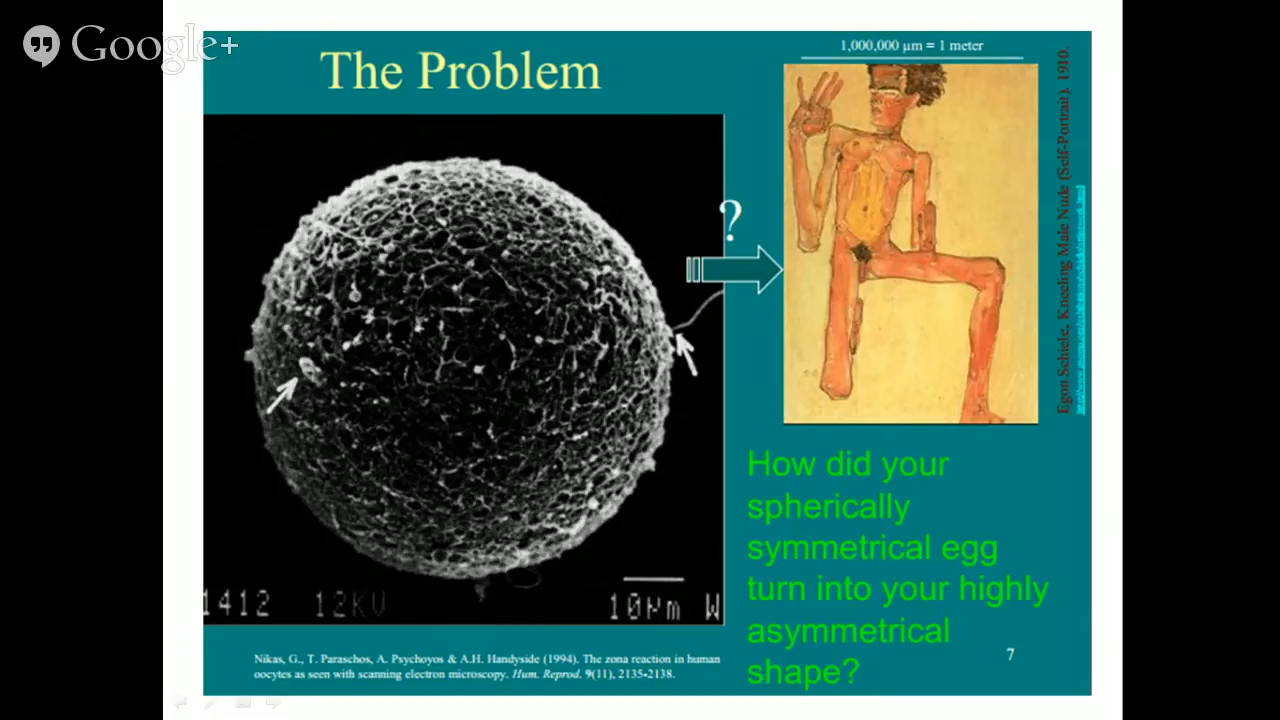 Google+
The Problem
1,000,000 µm = 1 meter
?
Egon Schiele, Kneeling Male Nude (Self-Portrait), 1910.
1412 12KV 10µm W
How did your
spherically
symmetrical egg
turn into your highly
asymmetrical
shape?
Nikas, G., T. Paraschos, A. Psychoyos & A.H. Handyside (1994). The zona reaction in human
oocytes as seen with scanning electron microscopy. Hum. Reprod. 9(11), 2135-2138.
7